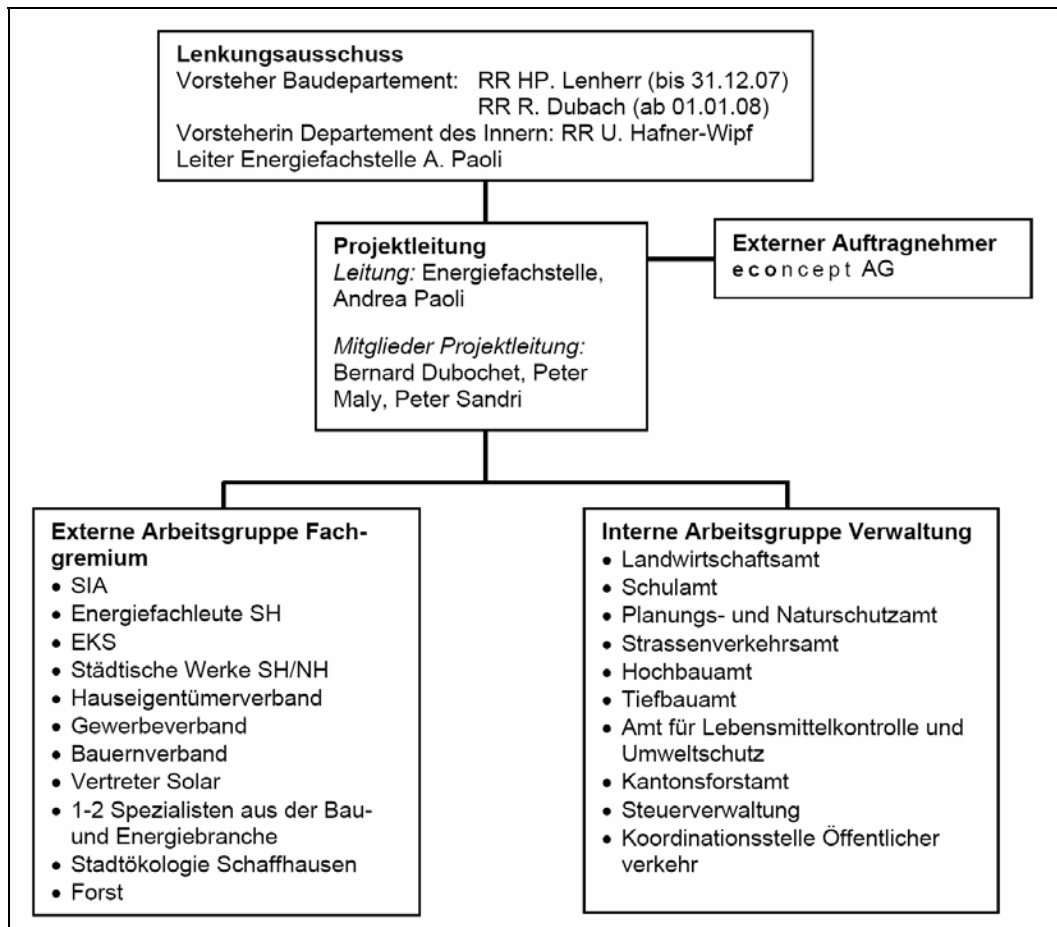 Lenkungsausschuss
Vorsteher Baudepartement: RR HP. Lenherr (bis 31.12.07)
RR R. Dubach (ab 01.01.08)
Vorsteherin Departement des Innern: RR U. Hafner-Wipf
Leiter Energiefachstelle A. Paoli
Projektleitung
Leitung: Energiefachstelle,
Andrea Paoli
Mitglieder Projektleitung:
Bernard Dubochet, Peter
Maly, Peter Sandri
Externer Auftragnehmer
econcept AG
Externe Arbeitsgruppe Fach-
gremium
• SIA
• Energiefachleute SH
• EKS
• Städtische Werke SH/NH
• Hauseigentümerverband
• Gewerbeverband
• Bauernverband
• Vertreter Solar
• 1-2 Spezialisten aus der Bau-
und Energiebranche
• Stadtökologie Schaffhausen
• Forst
Interne Arbeitsgruppe Verwaltung
• Landwirtschaftsamt
• Schulamt
• Planungs- und Naturschutzamt
• Strassenverkehrsamt
• Hochbauamt
• Tiefbauamt
• Amt für Lebensmittelkontrolle und
Umweltschutz
• Kantonsforstamt
• Steuerverwaltung
• Koordinationsstelle Öffentlicher
verkehr